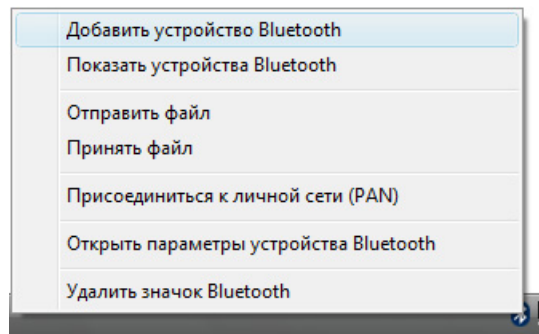 Добавить устройство Bluetooth
Показать устройства Bluetooth
Отправить файл
Принять файл
Присоединиться к личной сети (PAN)
Открыть параметры устройства Bluetooth
Удалить значок Bluetooth